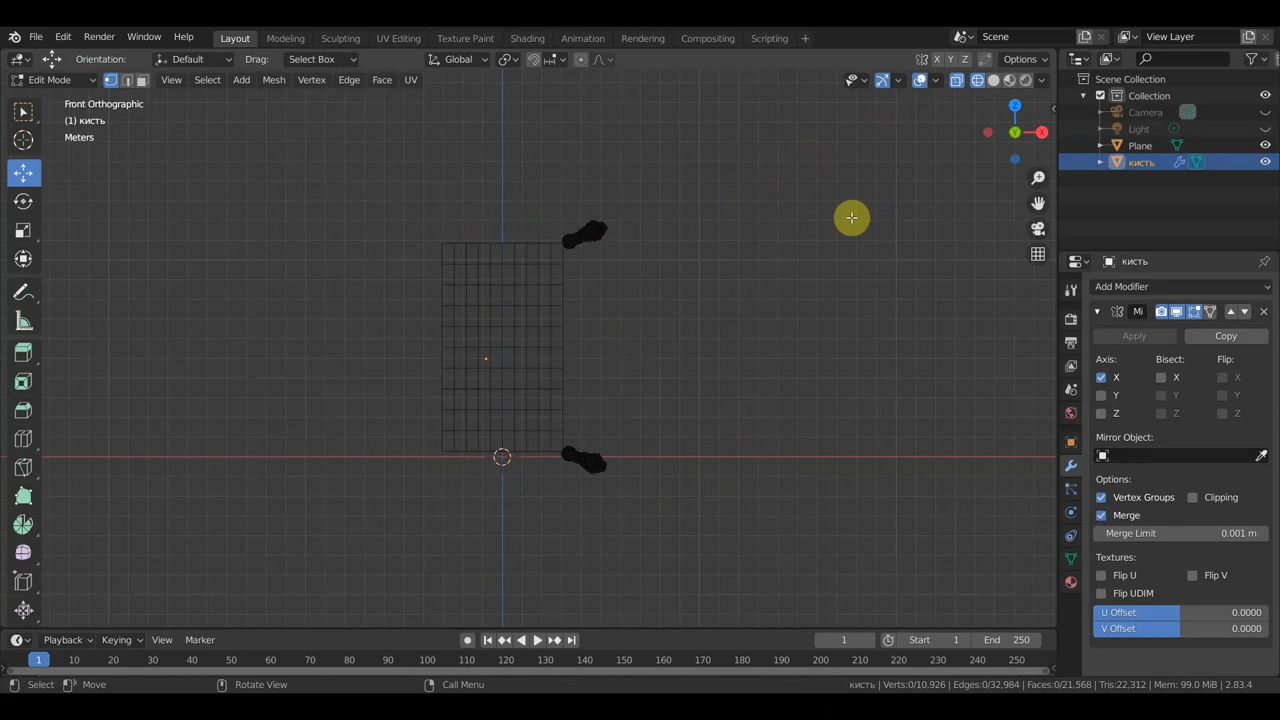 File Edit Render Window Help Layout Modeling Sculpting UV Editing Texture Paint Shading Animation Rendering Compositing Scripting + Scene View Layer
Orientation: Default Drag: Select Box Global X Y Z Options
Edit Mode View Select Add Mesh Vertex Edge Face UV
Front Orthographic
(1) кисть
Meters
Z
X
Y
Scene Collection
Collection
Camera
Light
Plane
кисть
кисть
Add Modifier
Mi
Apply Copy
Axis: Bisect: Flip:
X X X
Y Y Y
Z Z Z
Mirror Object:
Options:
Vertex Groups Clipping
Merge
Merge Limit 0.001 m
Textures:
Flip U Flip V
Flip UDIM
U Offset 0.0000
V Offset 0.0000
Playback Keying View Marker 1 Start 1 End 250
1 10 20 30 40 50 60 70 80 90 100 110 120 130 140 150 160 170 180 190 200 210 220 230 240 250
Select Move Rotate View Call Menu кисть | Verts:0/10,926 | Edges:0/32,984 | Faces:0/21,568 | Tris:22,312 | Mem: 99.0 MiB | 2.83.4